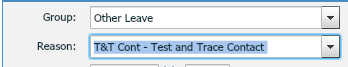 Group: Other Leave
Reason: T&T Cont - Test and Trace Contact